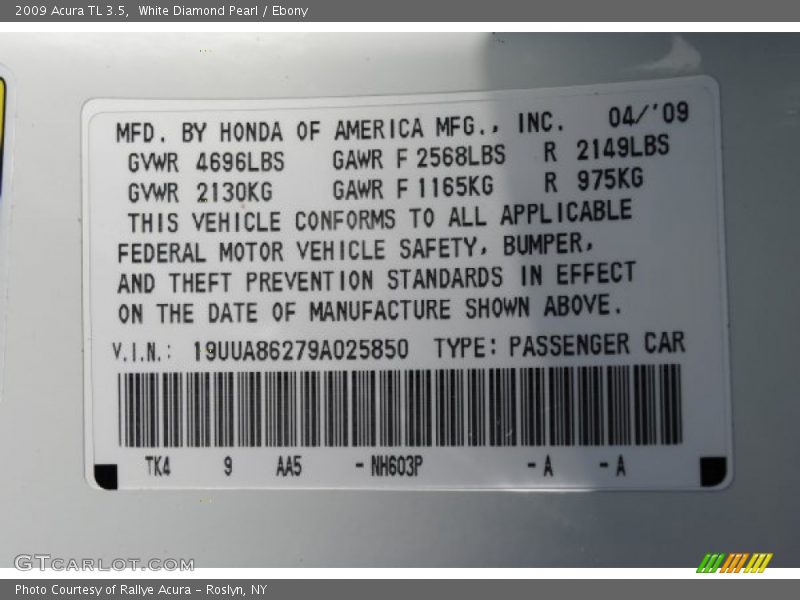 2009 Acura TL 3.5,  White Diamond Pearl / Ebony
MFD. BY HONDA OF AMERICA MFG., INC. 04/'09
GVWR 4696LBS GAWR F 2568LBS R 2149LBS
GVWR 2130KG GAWR F 1165KG R 975KG
THIS VEHICLE CONFORMS TO ALL APPLICABLE
FEDERAL MOTOR VEHICLE SAFETY, BUMPER,
AND THEFT PREVENTION STANDARDS IN EFFECT
ON THE DATE OF MANUFACTURE SHOWN ABOVE.
V.I.N.: 19UUA86279A025850 TYPE: PASSENGER CAR
TK4 9 AA5 - NH603P - A - A
GTCARLOT.COM
Photo Courtesy of Rallye Acura – Roslyn, NY